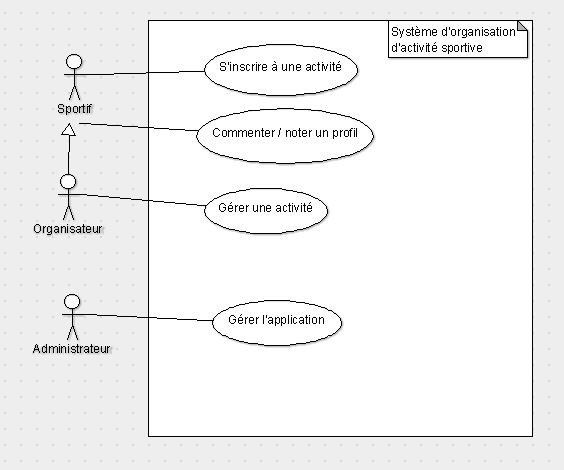 Système d'organisation
d'activité sportive
S'inscrire à une activité
Sportif
Commenter / noter un profil
Gérer une activité
Organisateur
Gérer l'application
Administrateur